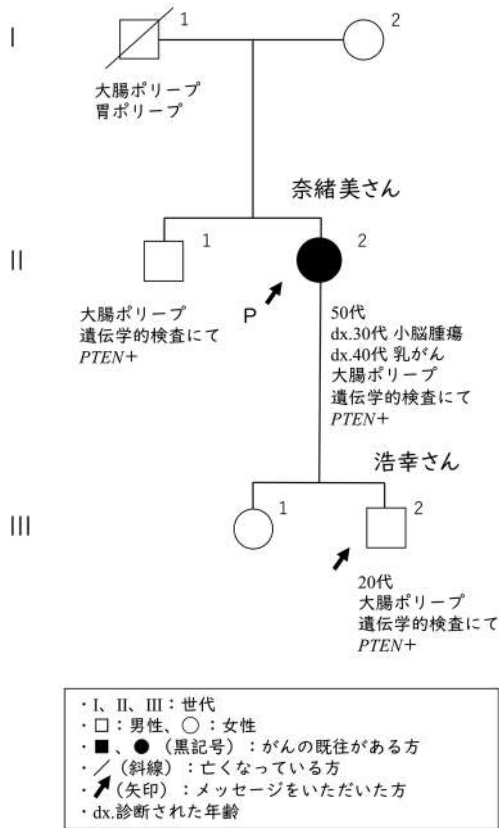 I
1
2
大腸ポリープ
胃ポリープ
奈緒美さん
II
1
2
大腸ポリープ
遺伝学的検査にて
PTEN+
P
50代
dx.30代 小脳腫瘍
dx.40代 乳がん
大腸ポリープ
遺伝学的検査にて
PTEN+
浩幸さん
III
1
2
20代
大腸ポリープ
遺伝学的検査にて
PTEN+
・I、II、III：世代
・□：男性、○：女性
・■、●（黒記号）：がんの既往がある方
・／（斜線）：亡くなっている方
・↗（矢印）：メッセージをいただいた方
・dx.診断された年齢